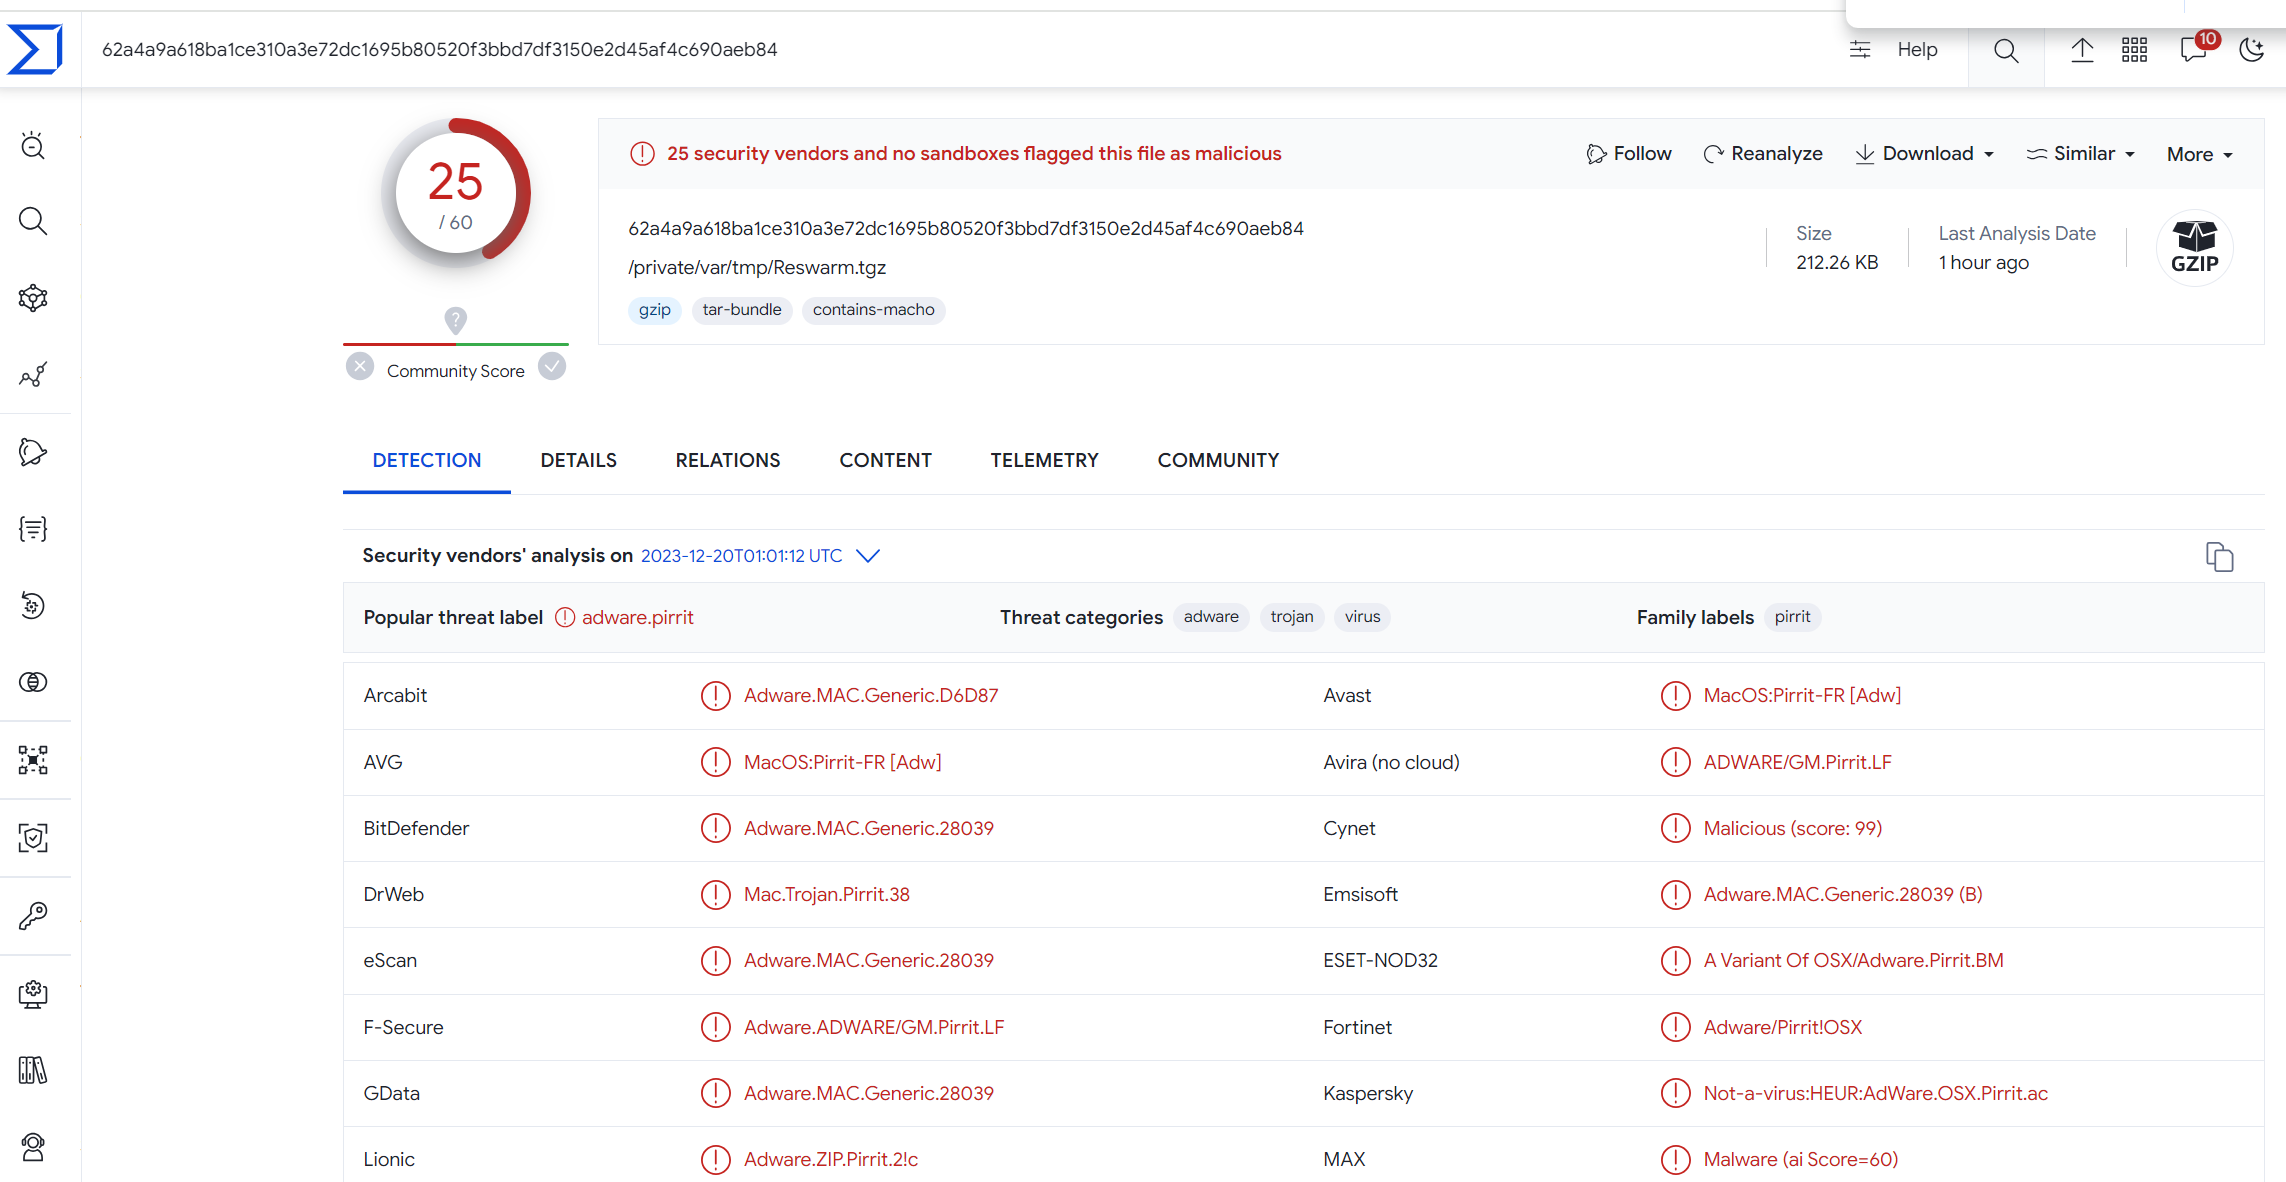 62a4a9a618ba1ce310a3e72dc1695b80520f3bbd7df3150e2d45af4c690aeb84
Help
10
25
/ 60
Community Score
25 security vendors and no sandboxes flagged this file as malicious
Follow
Reanalyze
Download
Similar
More
62a4a9a618ba1ce310a3e72dc1695b80520f3bbd7df3150e2d45af4c690aeb84
/private/var/tmp/Reswarm.tgz
gzip
tar-bundle
contains-macho
Size
212.26 KB
Last Analysis Date
1 hour ago
GZIP
DETECTION
DETAILS
RELATIONS
CONTENT
TELEMETRY
COMMUNITY
Security vendors' analysis on 2023-12-20T01:01:12 UTC
Popular threat label adware.pirrit
Threat categories adware trojan virus
Family labels pirrit
Arcabit Adware.MAC.Generic.D6D87 Avast MacOS:Pirrit-FR [Adw]
AVG MacOS:Pirrit-FR [Adw] Avira (no cloud) ADWARE/GM.Pirrit.LF
BitDefender Adware.MAC.Generic.28039 Cynet Malicious (score: 99)
DrWeb Mac.Trojan.Pirrit.38 Emsisoft Adware.MAC.Generic.28039 (B)
eScan Adware.MAC.Generic.28039 ESET-NOD32 A Variant Of OSX/Adware.Pirrit.BM
F-Secure Adware.ADWARE/GM.Pirrit.LF Fortinet Adware/Pirrit!OSX
GData Adware.MAC.Generic.28039 Kaspersky Not-a-virus:HEUR:AdWare.OSX.Pirrit.ac
Lionic Adware.ZIP.Pirrit.2!c MAX Malware (ai Score=60)